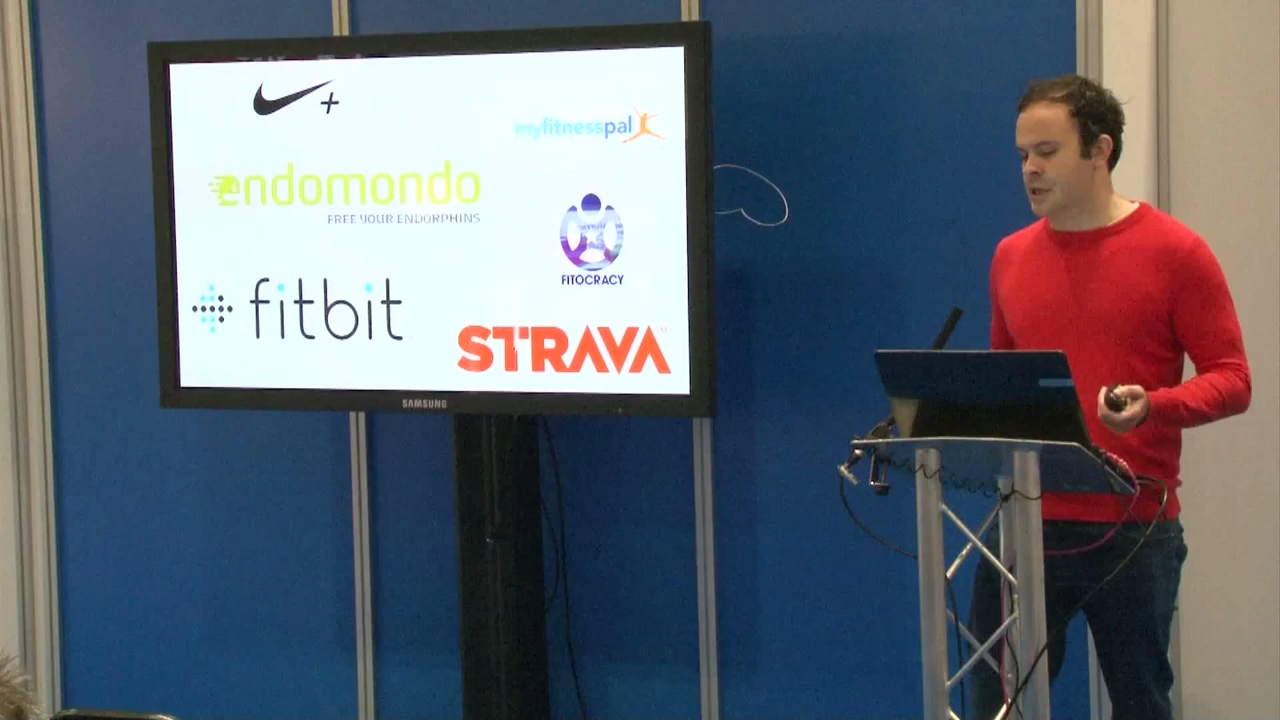 +
myfitnesspal
endomondo
FREE YOUR ENDORPHINS
FITOCRACY
fitbit
STRAVA
SAMSUNG